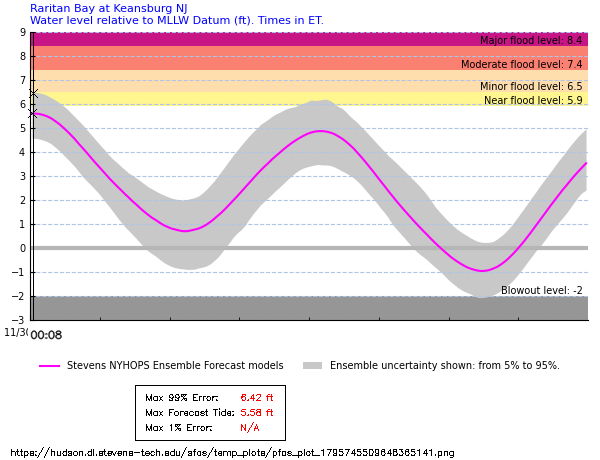 Raritan Bay at Keansburg NJ
Water level relative to MLLW Datum (ft). Times in ET.
9
Major flood level: 8.4
8
Moderate flood level: 7.4
7
Minor flood level: 6.5
6
Near flood level: 5.9
5
4
3
2
1
0
−1
−2
Blowout level: -2
−3
11/30
00:08
Stevens NYHOPS Ensemble Forecast models
Ensemble uncertainty shown: from 5% to 95%.
Max 99% Error: 6.42 ft
Max Forecast Tide: 5.58 ft
Max 1% Error: N/A
https://hudson.dl.stevens-tech.edu/afos/temp_plots/pfas_plot_1795745509648365141.png